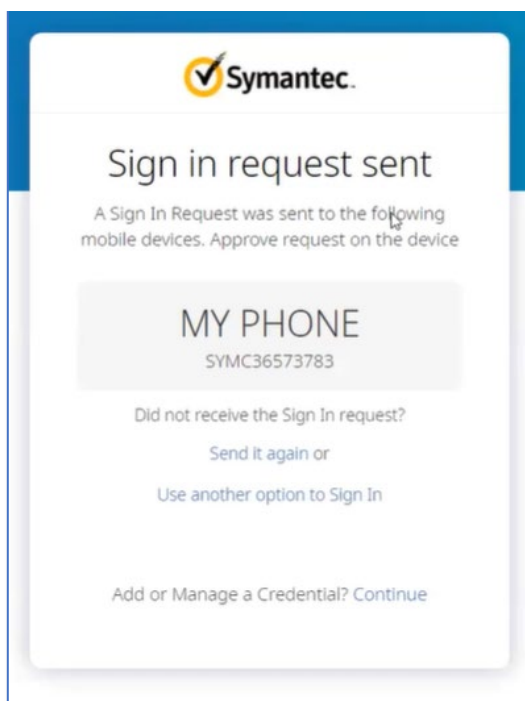 Symantec.
Sign in request sent
A Sign In Request was sent to the following
mobile devices. Approve request on the device
MY PHONE
SYMC36573783
Did not receive the Sign In request?
Send it again or
Use another option to Sign In
Add or Manage a Credential? Continue